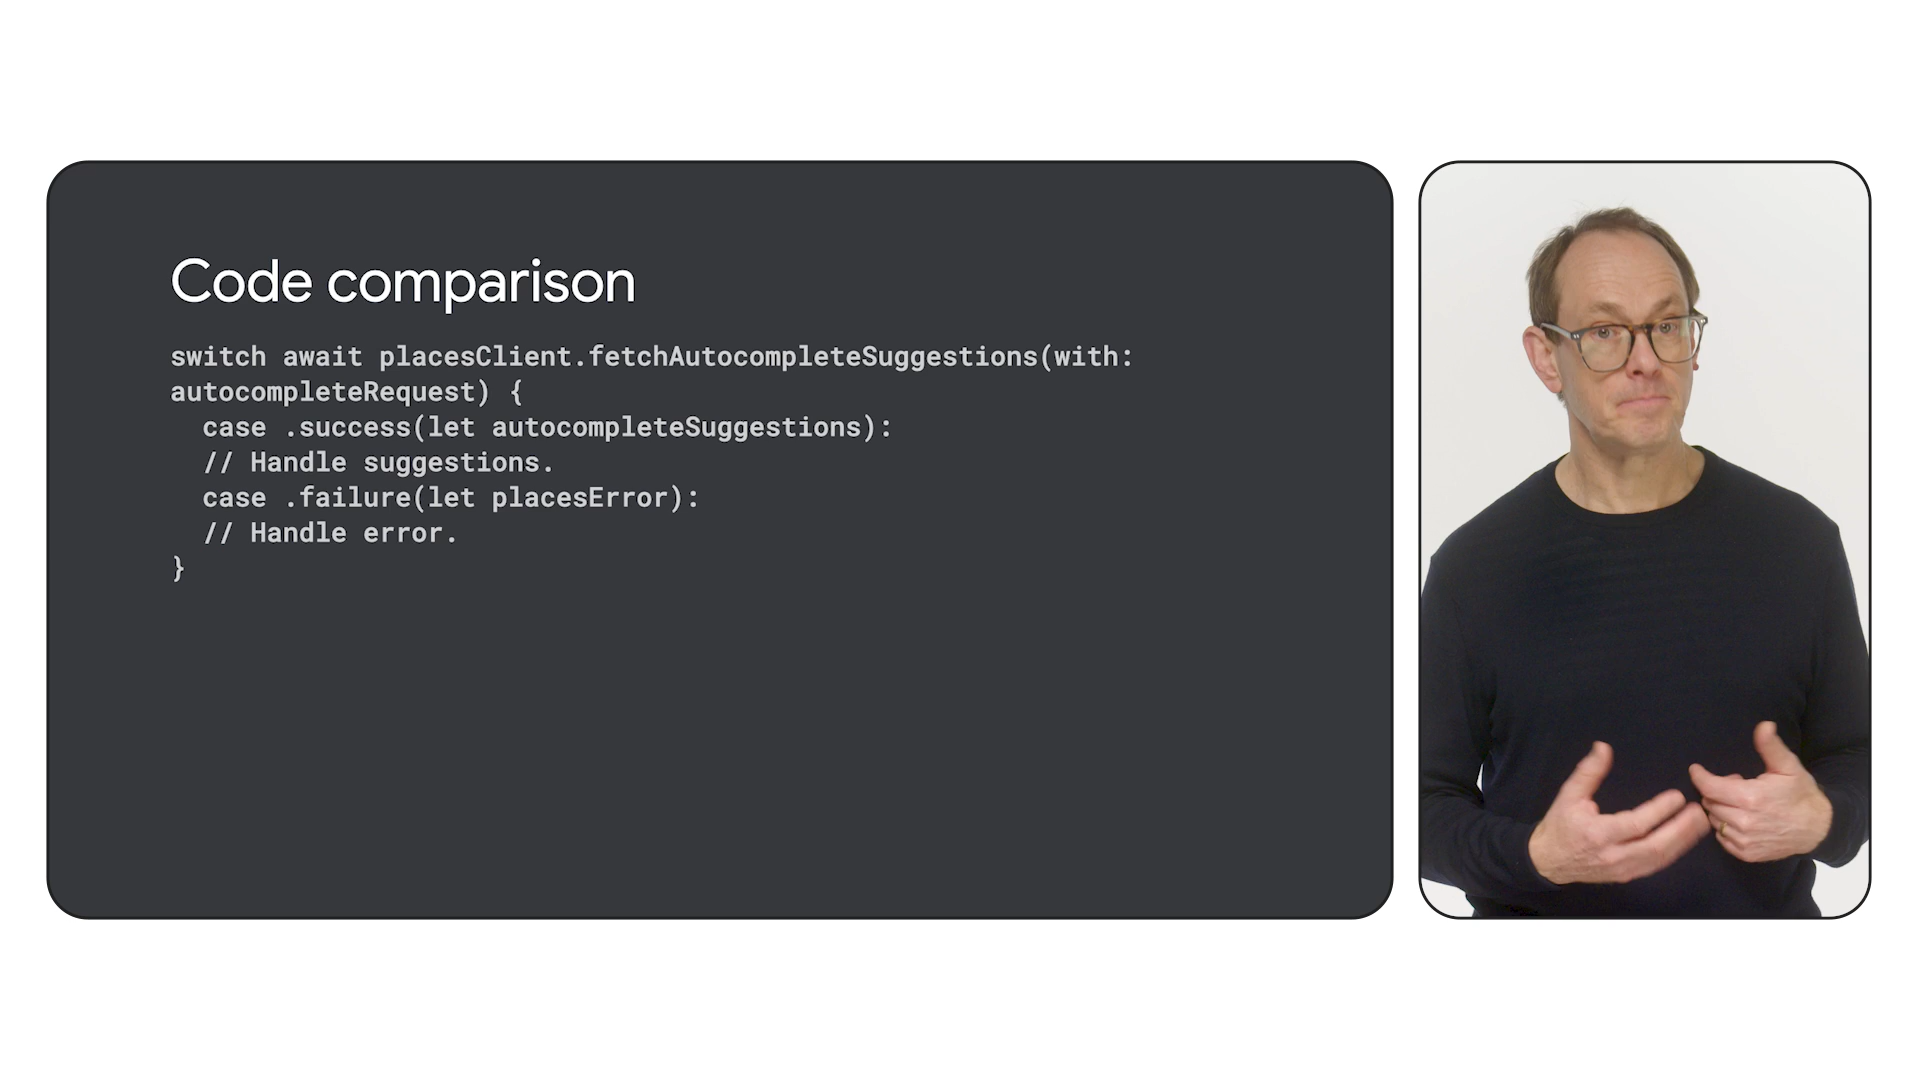 Code comparison
switch await placesClient.fetchAutocompleteSuggestions(with:
autocompleteRequest) {
  case .success(let autocompleteSuggestions):
  // Handle suggestions.
  case .failure(let placesError):
  // Handle error.
}